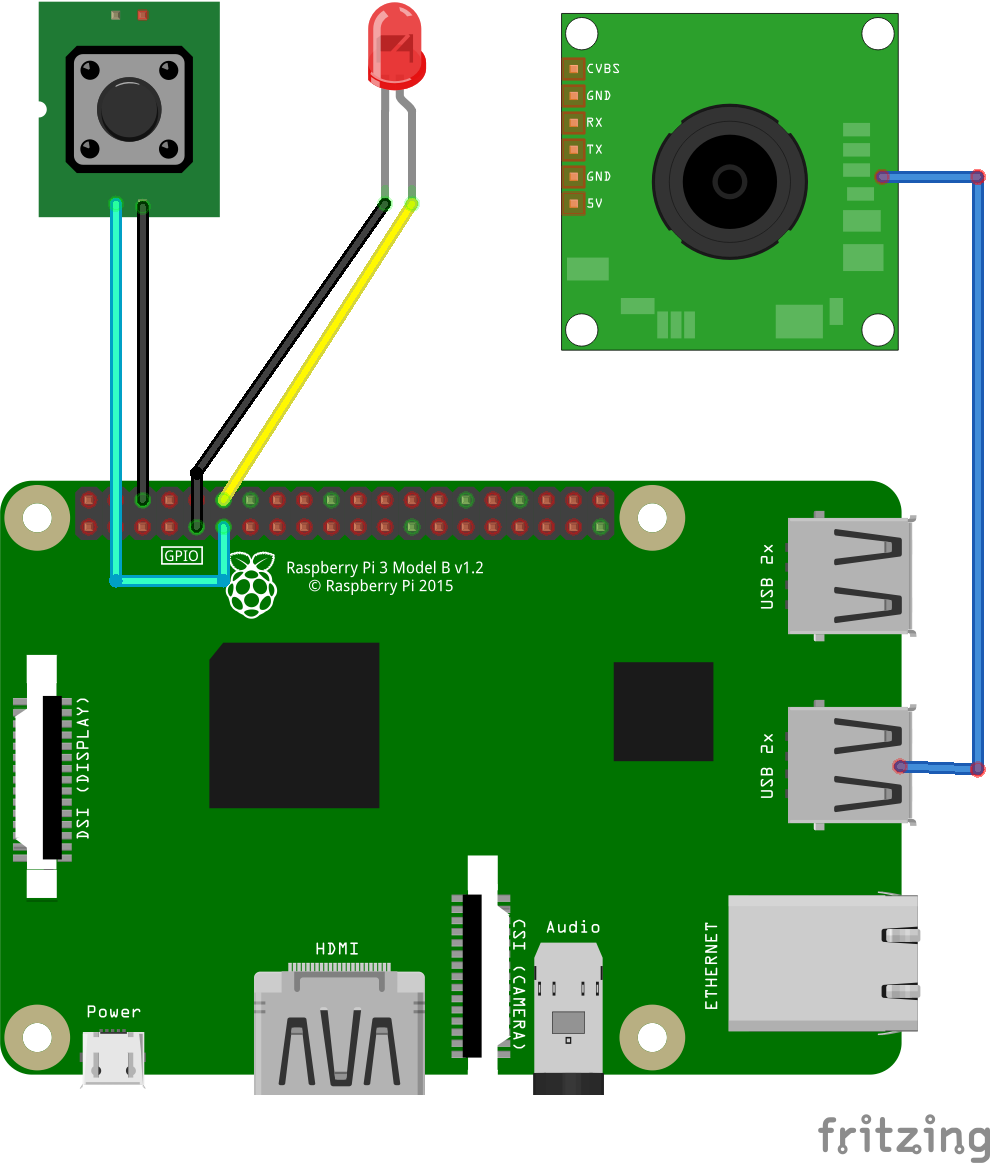 CVBS
GND
RX
TX
GND
5V
GPIO
Raspberry Pi 3 Model B v1.2
© Raspberry Pi 2015
USB 2x
USB 2x
DSI (DISPLAY)
HDMI
CSI (CAMERA)
Audio
ETHERNET
Power
fritzing